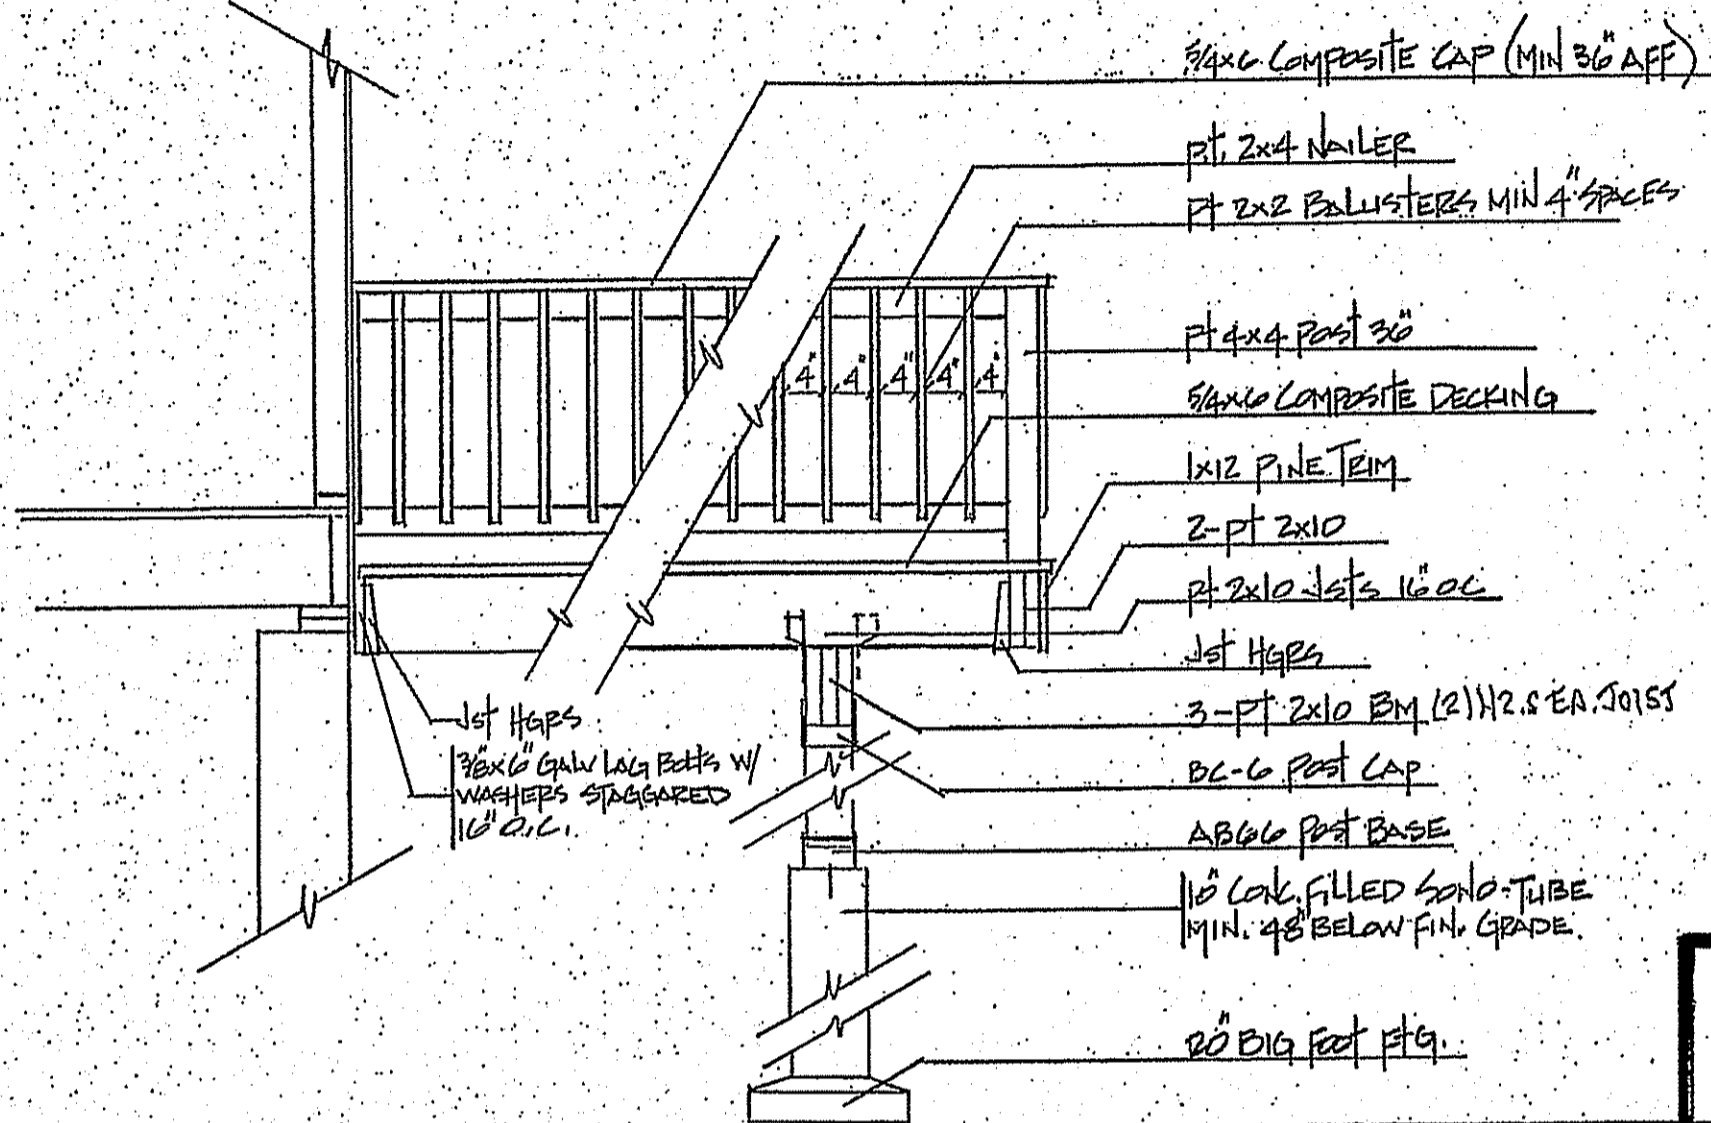 5/4x6 COMPOSITE CAP (MIN 36" AFF)
pt. 2x4 NAILER
pt 2x2 BALUSTERS MIN 4" SPACES
pt 4x4 POST 36"
4" 4" 4" 4" 4"
5/4x6 COMPOSITE DECKING
1x12 PINE TRIM
2-pt 2x10
pt 2x10 JSTS 16" OC
JST HGRS
3-PT 2x10 BM (2) H2.5 EA. JOIST
JST HGRS
3/8"x6" GALV LAG BOLTS W/
WASHERS STAGGARED
16" O.C.
BC-6 POST CAP
AB66 POST BASE
10" CONC. FILLED SONO-TUBE
MIN. 48" BELOW FIN. GRADE.
20" BIG FOOT FTG.